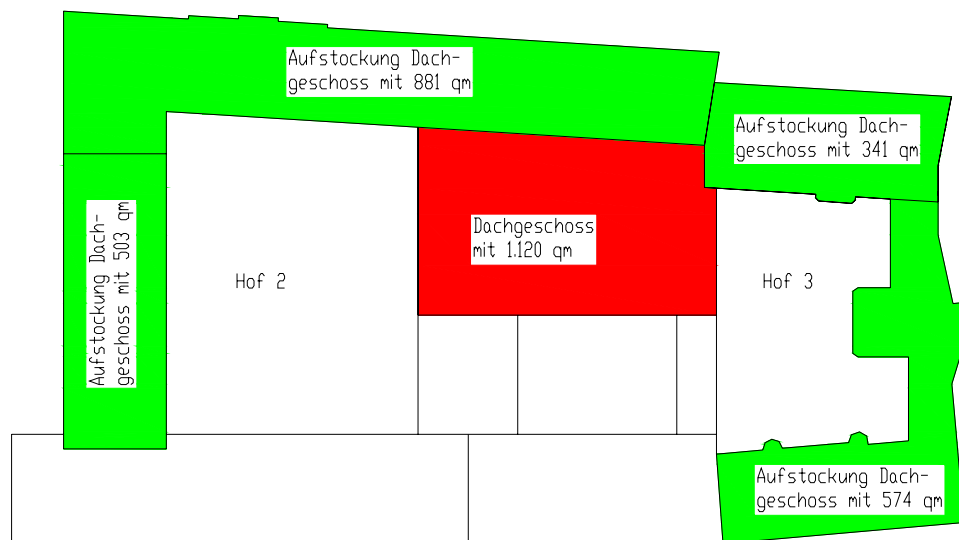 Aufstockung Dach-
geschoss mit 881 qm
Aufstockung Dach-
geschoss mit 341 qm
Aufstockung Dach-
geschoss mit 503 qm
Dachgeschoss
mit 1.120 qm
Hof 2
Hof 3
Aufstockung Dach-
geschoss mit 574 qm